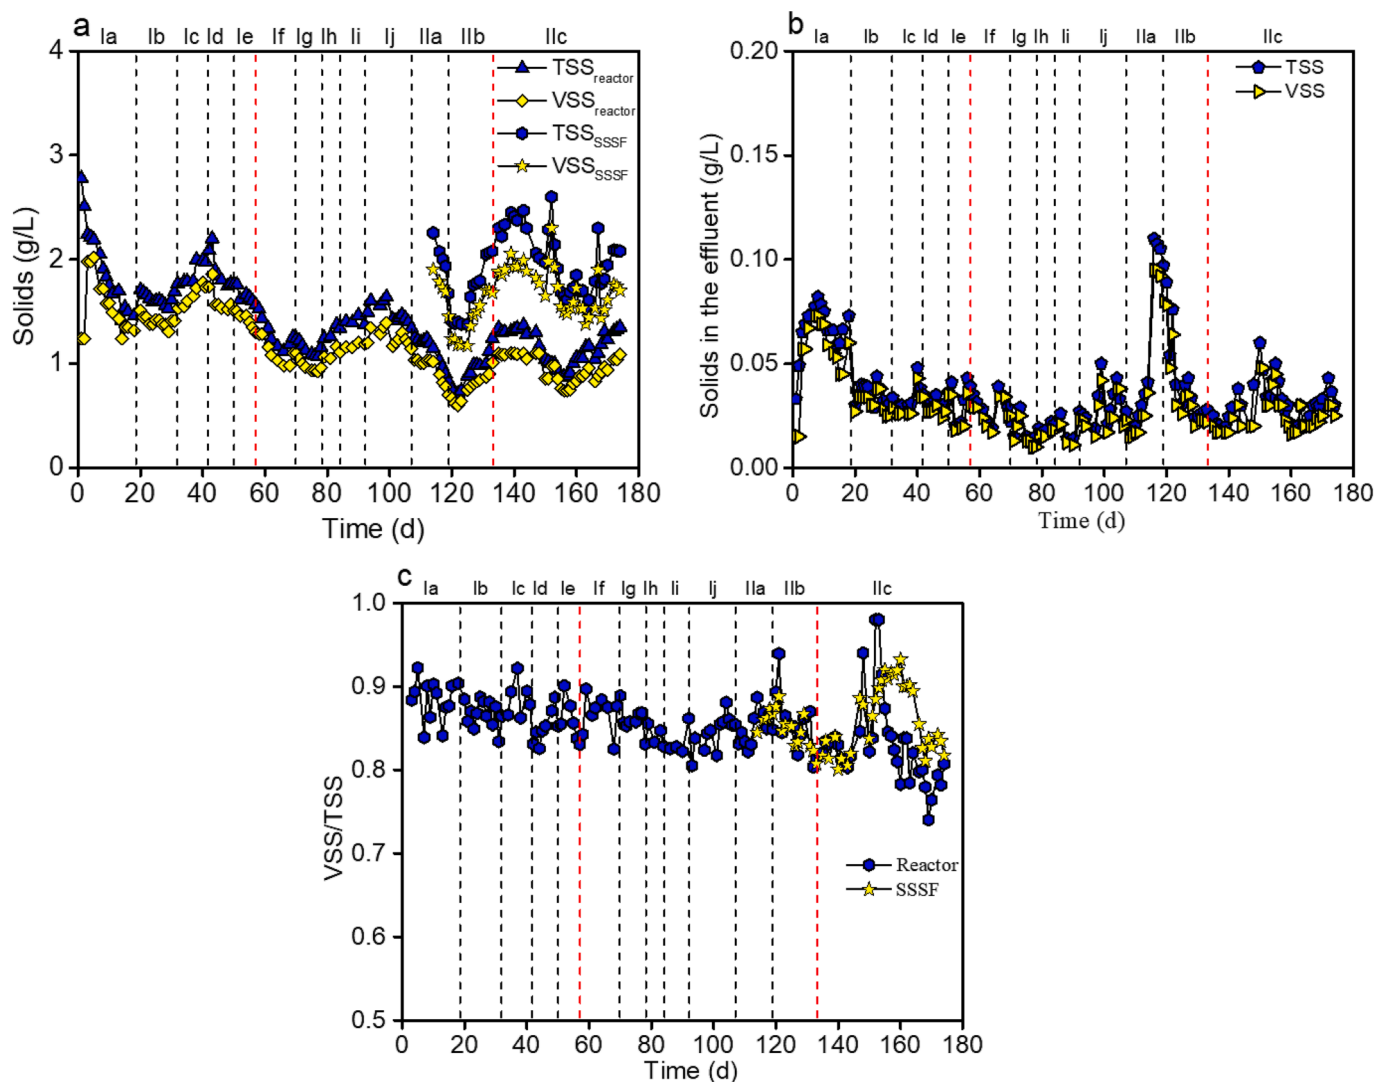 a
Ia Ib Ic Id Ie If Ig Ih Ii Ij IIa IIb IIc
4
3
2
1
0
Solids (g/L)
TSSreactor
VSSreactor
TSSSSSF
VSSSSSF
0 20 40 60 80 100 120 140 160 180
Time (d)
b
Ia Ib Ic Id Ie If Ig Ih Ii Ij IIa IIb IIc
0.20
0.15
0.10
0.05
0.00
Solids in the effluent (g/L)
TSS
VSS
0 20 40 60 80 100 120 140 160 180
Time (d)
c
Ia Ib Ic Id Ie If Ig Ih Ii Ij IIa IIb IIc
1.0
0.9
0.8
0.7
0.6
0.5
VSS/TSS
Reactor
SSSF
0 20 40 60 80 100 120 140 160 180
Time (d)